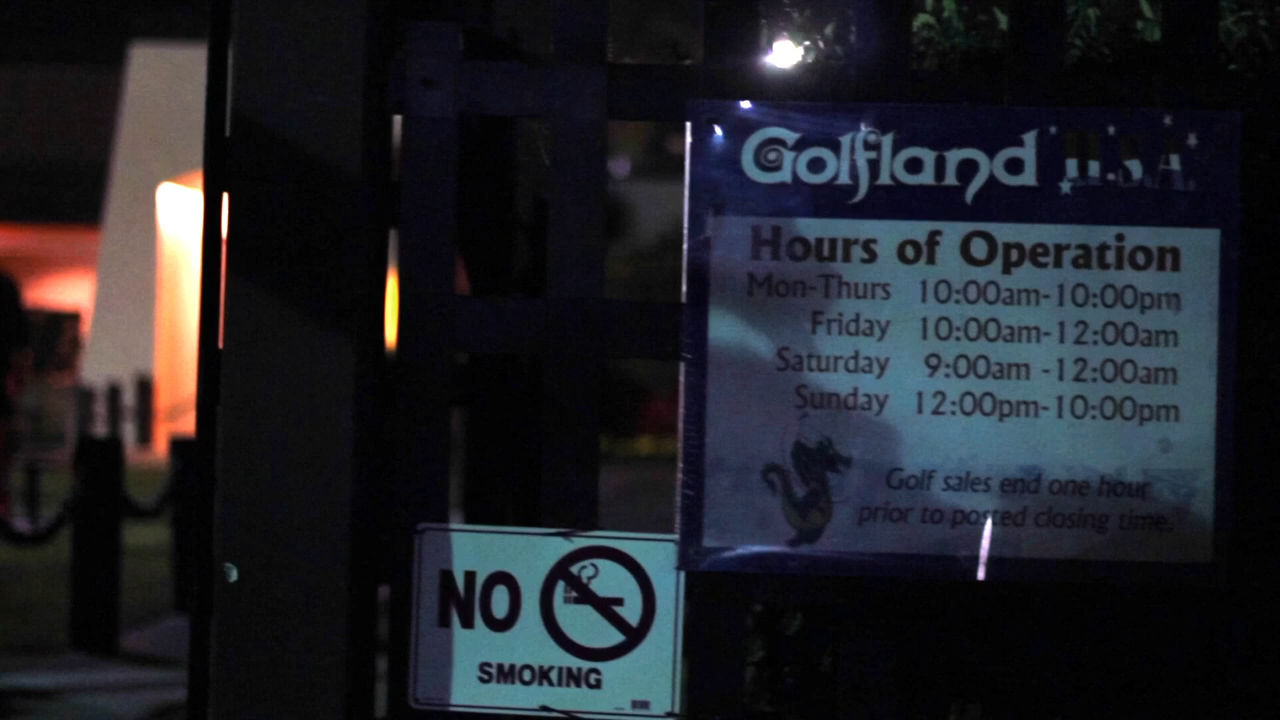 Golfland U.S.A.
Hours of Operation
Mon-Thurs 10:00am-10:00pm
Friday 10:00am-12:00am
Saturday 9:00am -12:00am
Sunday 12:00pm-10:00pm
Golf sales end one hour
prior to posted closing time.
NO
SMOKING